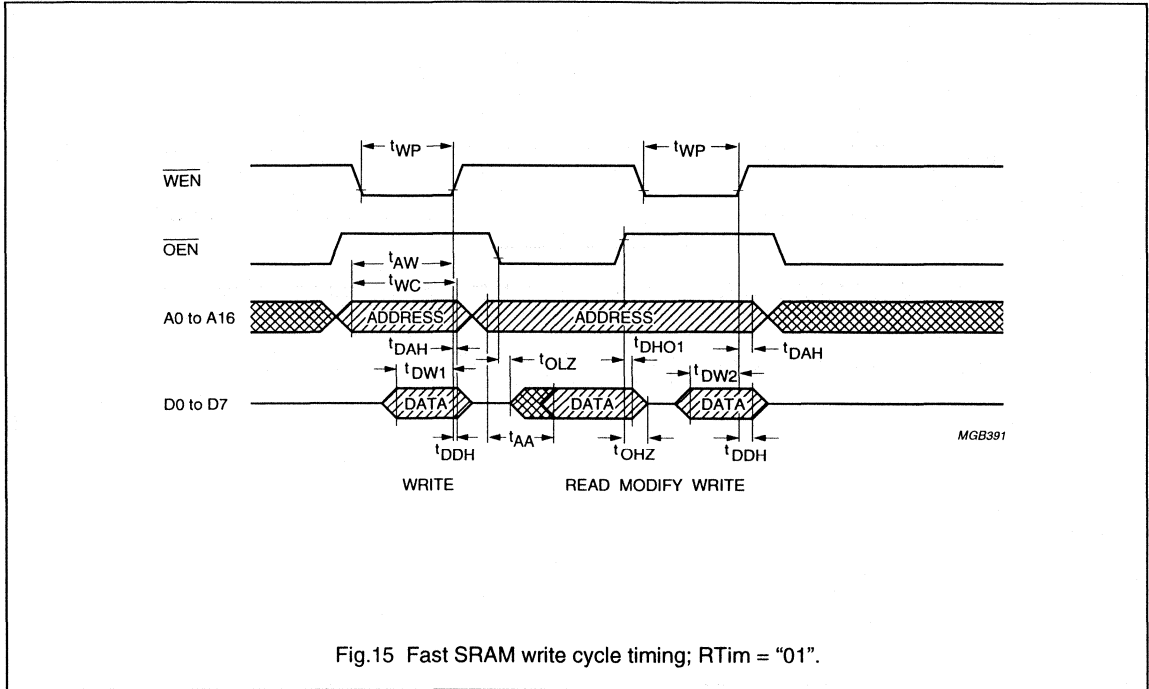 tWP tWP
WEN
OEN
tAW
tWC
A0 to A16 ADDRESS ADDRESS
tDAH tDHO1 tDAH
tDW1 tOLZ tDW2
D0 to D7 DATA DATA DATA
MGB391
tDDH tAA tOHZ tDDH
WRITE READ MODIFY WRITE
Fig.15 Fast SRAM write cycle timing; RTim = “01”.